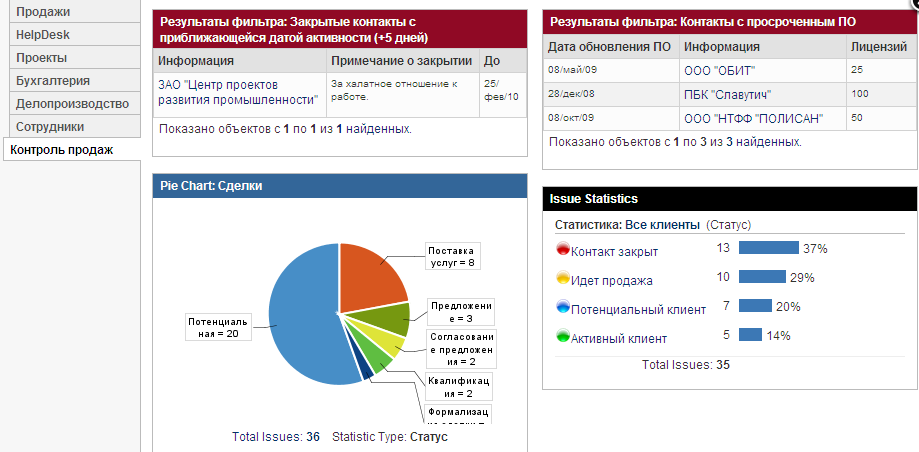 Продажи
HelpDesk
Проекты
Бухгалтерия
Делопроизводство
Сотрудники
Контроль продаж
Результаты фильтра: Закрытые контакты с
приближающейся датой активности (+5 дней)
Информация Примечание о закрытии До
ЗАО "Центр проектов
развития промышленности"
За халатное отношение к
работе.
25/
фев/10
Показано объектов с 1 по 1 из 1 найденных.
Результаты фильтра: Контакты с просроченным ПО
Дата обновления ПО Информация Лицензий
08/май/09 ООО "ОБИТ" 25
28/дек/08 ПБК "Славутич" 100
08/окт/09 ООО "НТФФ "ПОЛИСАН" 50
Показано объектов с 1 по 3 из 3 найденных.
Pie Chart: Сделки
Поставка
услуг = 8
Предложени
е = 3
Согласовани
е предложен
ия = 2
Квалификац
ия = 2
Формализац
Потенциаль
ная = 20
Total Issues: 36 Statistic Type: Статус
Issue Statistics
Статистика: Все клиенты (Статус)
Контакт закрыт 13 37%
Идет продажа 10 29%
Потенциальный клиент 7 20%
Активный клиент 5 14%
Total Issues: 35